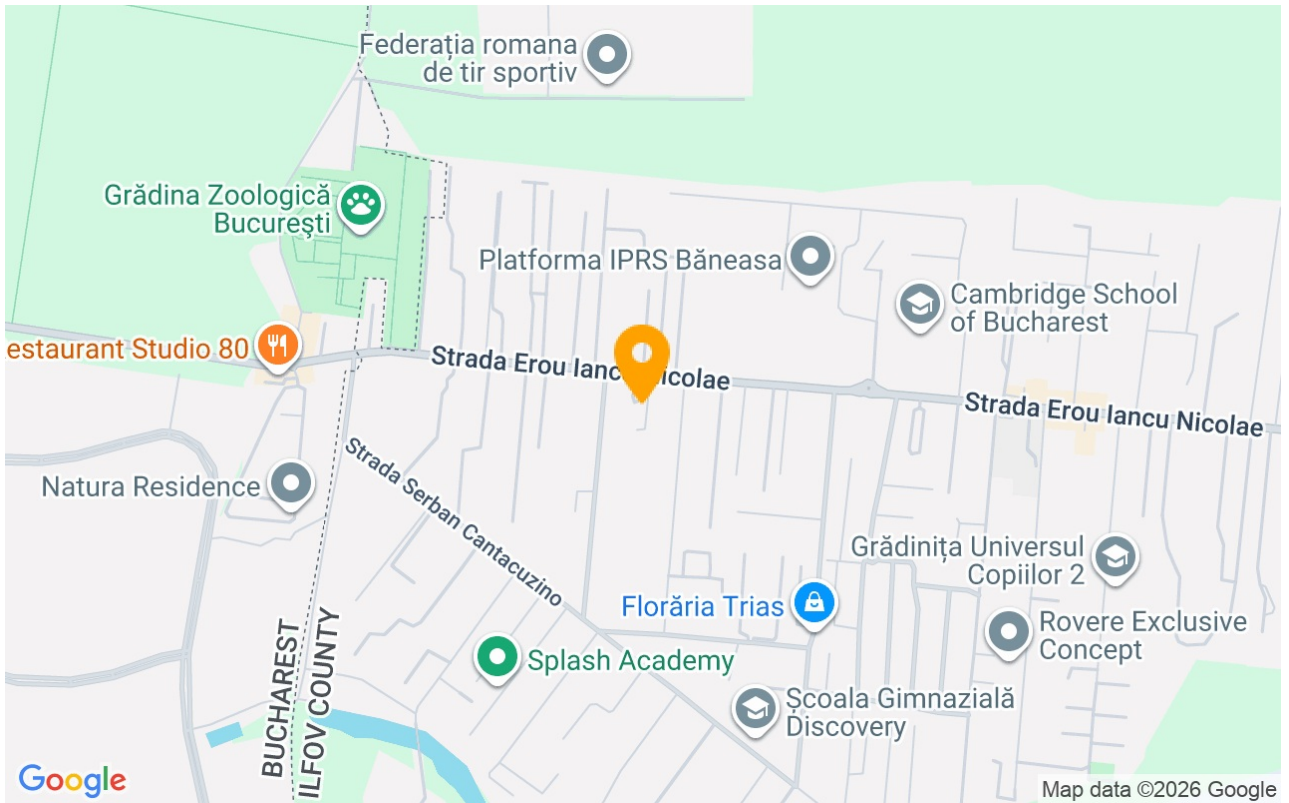 Federația romana
de tir sportiv
Grădina Zoologică
București
Platforma IPRS Băneasa
Cambridge School
of Bucharest
estaurant Studio 80
Strada Erou Iancu Nicolae
Strada Erou Iancu Nicolae
Natura Residence
Strada Serban Cantacuzino
Grădinița Universul
Copiilor 2
Florăria Trias
Rovere Exclusive
Concept
Splash Academy
BUCHAREST
ILFOV COUNTY
Școala Gimnazială
Discovery
Google
Map data ©2026 Google